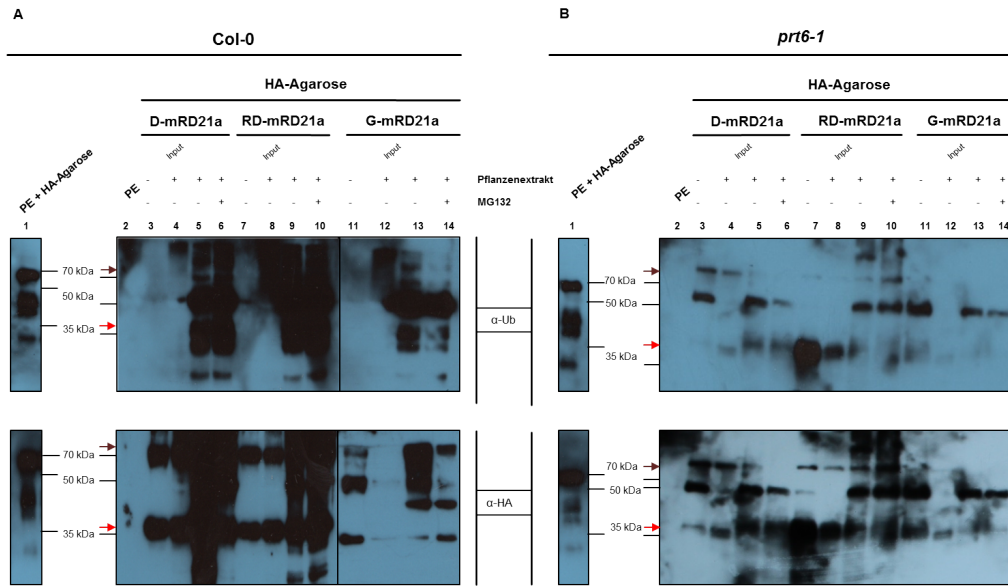 A
Col-0
HA-Agarose
D-mRD21a RD-mRD21a G-mRD21a
Input Input Input
PE + HA-Agarose PE
- + + + - + + + - + + + Pflanzenextrakt
- - - + - - - + - - - + MG132
1 2 3 4 5 6 7 8 9 10 11 12 13 14
70 kDa
50 kDa
35 kDa
α-Ub
70 kDa
50 kDa
35 kDa
α-HA
B
prt6-1
HA-Agarose
D-mRD21a RD-mRD21a G-mRD21a
Input Input Input
PE + HA-Agarose PE
- + + + - + + + - + + +
- - - + - - - + - - - +
1 2 3 4 5 6 7 8 9 10 11 12 13 14
70 kDa
50 kDa
35 kDa
70 kDa
50 kDa
35 kDa